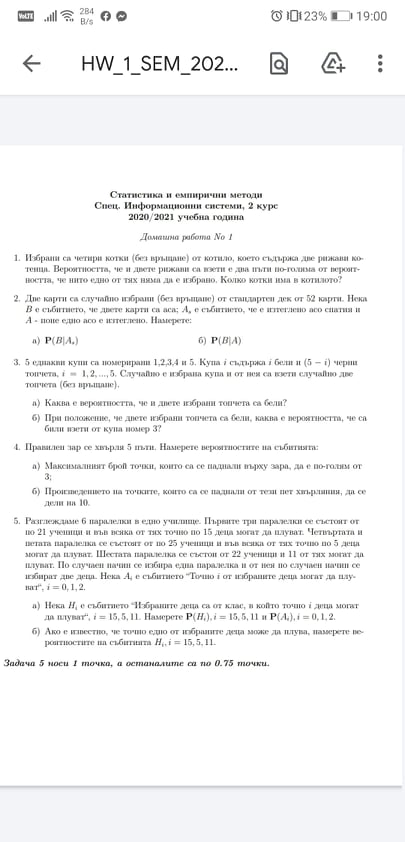 VoLTE 284 B/s 23% 19:00
HW_1_SEM_202...
Статистика и емпирични методи
Спец. Информационни системи, 2 курс
2020/2021 учебна година
Домашна работа No 1
1. Избрани са четири котки (без връщане) от котило, което съдържа две рижави ко-
тенца. Вероятността, че и двете рижави са взети е два пъти по-голяма от вероят-
ността, че нито едно от тях няма да е избрано. Колко котки има в котилото?
2. Две карти са случайно избрани (без връщане) от стандартен дек от 52 карти. Нека
B е събитието, че двете карти са аса; Aₛ е събитието, че е изтеглено асо спатия и
A - поне едно асо е изтеглено. Намерете:
а) P(B|Aₛ) б) P(B|A)
3. 5 еднакви купи са номерирани 1,2,3,4 и 5. Купа i съдържа i бели и (5 − i) черни
топчета, i = 1, 2, ..., 5. Случайно е избрана купа и от нея са взети случайно две
топчета (без връщане).
а) Каква е вероятността, че и двете избрани топчета са бели?
б) При положение, че двете избрани топчета са бели, каква е вероятността, че са
били взети от купа номер 3?
4. Правилен зар се хвърля 5 пъти. Намерете вероятностите на събитията:
а) Максималният брой точки, които са се паднали върху зара, да е по-голям от
3;
б) Произведението на точките, които са се паднали от тези пет хвърляния, да се
дели на 10.
5. Разглеждаме 6 паралелки в едно училище. Първите три паралелки се състоят от
по 21 ученици и във всяка от тях точно по 15 деца могат да плуват. Четвъртата и
петата паралелка се състоят от по 25 ученици и във всяка от тях точно по 5 деца
могат да плуват. Шестата паралелка се състои от 22 ученици и 11 от тях могат да
плуват. По случаен начин се избира една паралелка и от нея по случаен начин се
избират две деца. Нека Aᵢ е събитието "Точно i от избраните деца могат да плу-
ват", i = 0, 1, 2.
а) Нека Hᵢ е събитието "Избраните деца са от клас, в който точно i деца могат
да плуват", i = 15, 5, 11. Намерете P(Hᵢ), i = 15, 5, 11 и P(Aᵢ), i = 0, 1, 2.
б) Ако е известно, че точно едно от избраните деца може да плува, намерете ве-
роятностите на събитията Hᵢ, i = 15, 5, 11.
Задача 5 носи 1 точка, а останалите са по 0.75 точки.